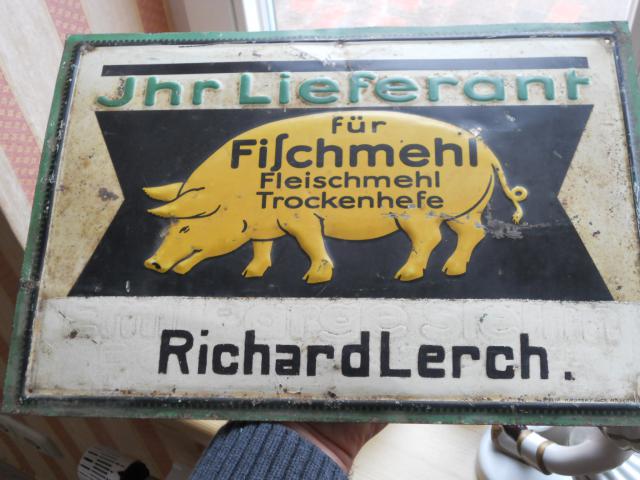 Jhr Lieferant
für
Fiſchmehl
Fleischmehl
Trockenhefe
Richard Lerch.